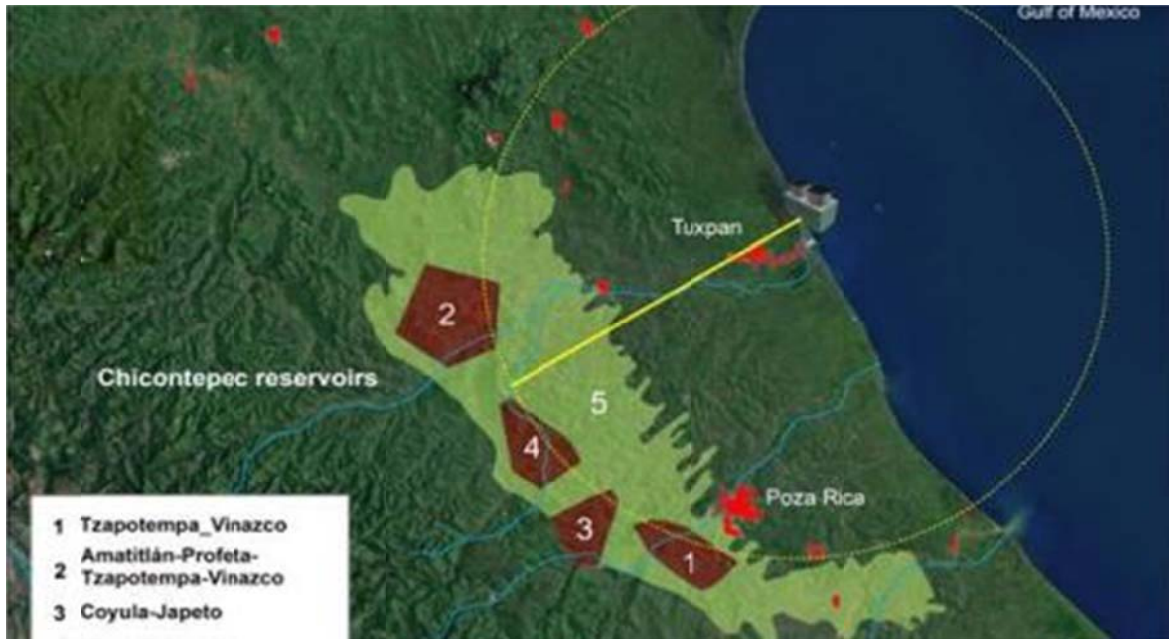 Gulf of Mexico
Tuxpan
2
Chicontepec reservoirs
5
4
Poza Rica
3
1
1 Tzapotempa_Vinazco
2 Amatitlán-Profeta-
Tzapotempa-Vinazco
3 Coyula-Japeto